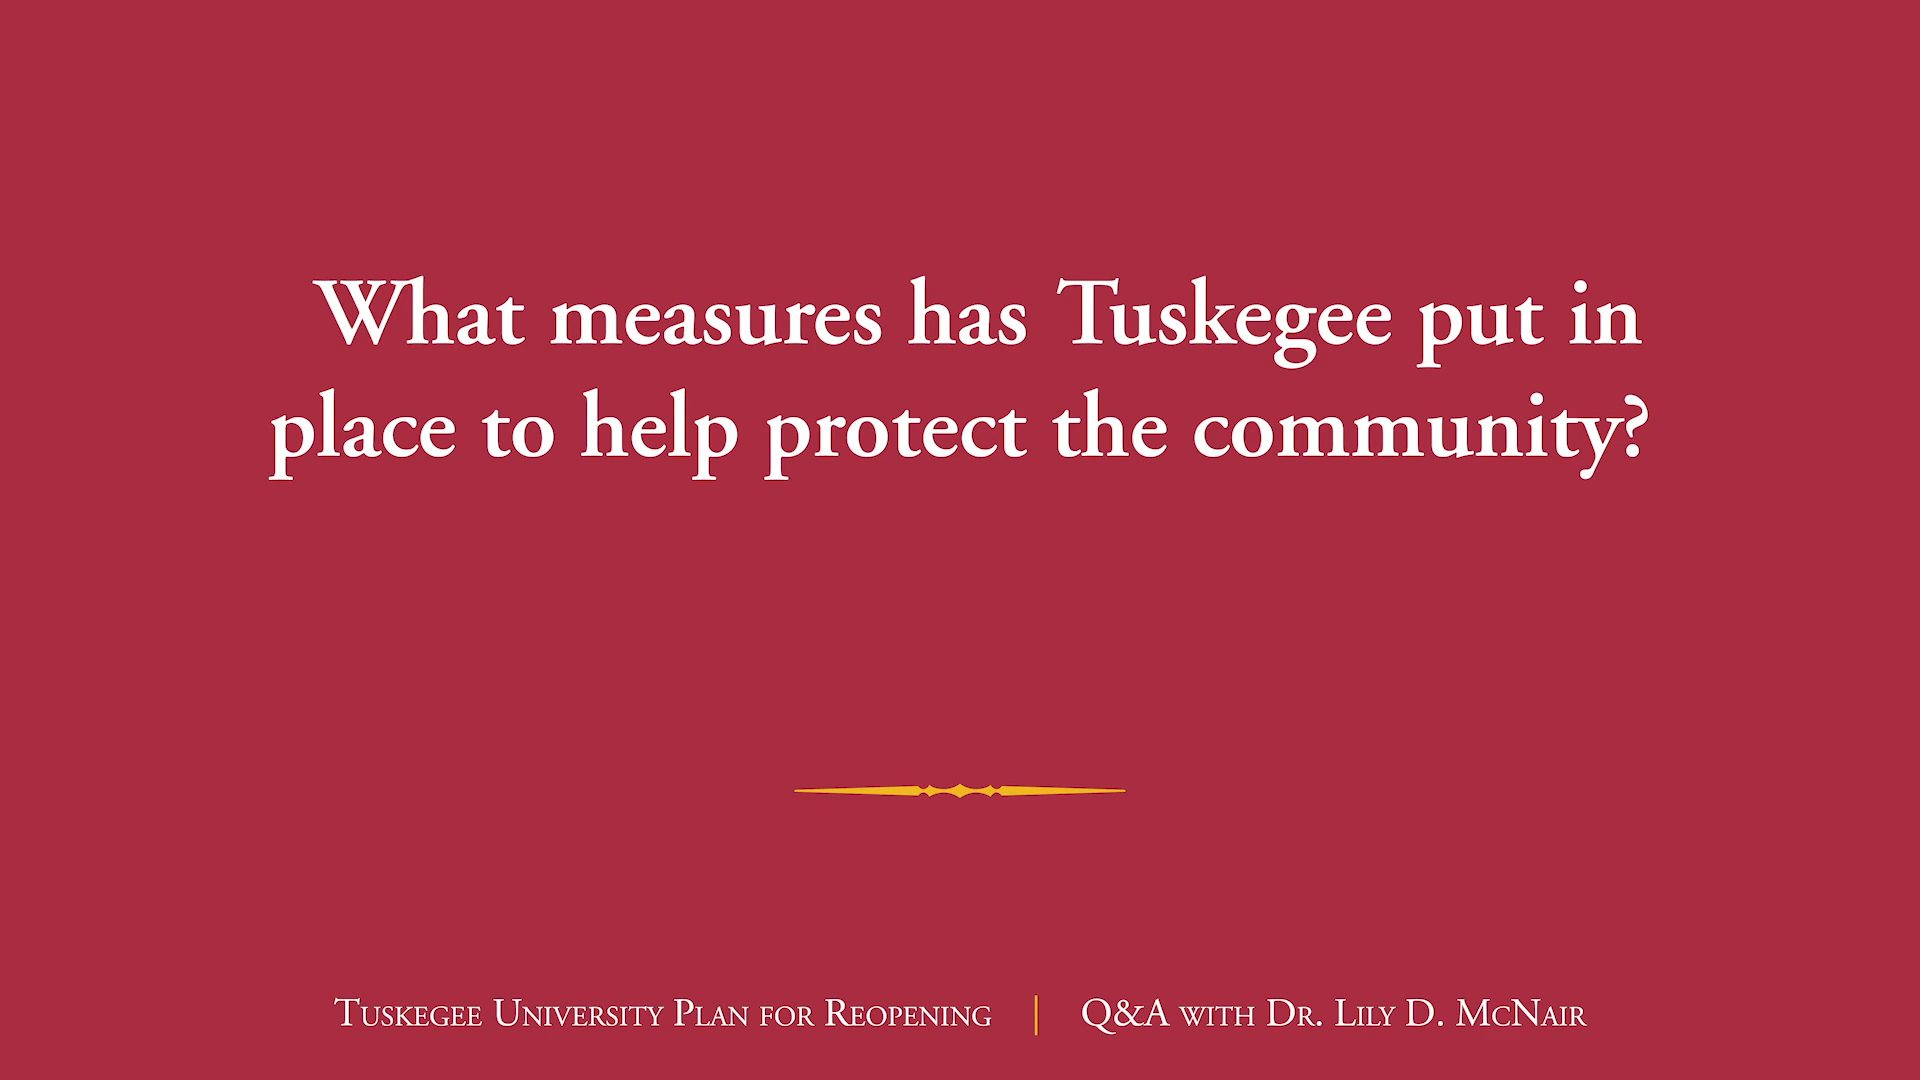 What measures has Tuskegee put in
place to help protect the community?
Tuskegee University Plan for Reopening | Q&A with Dr. Lily D. McNair